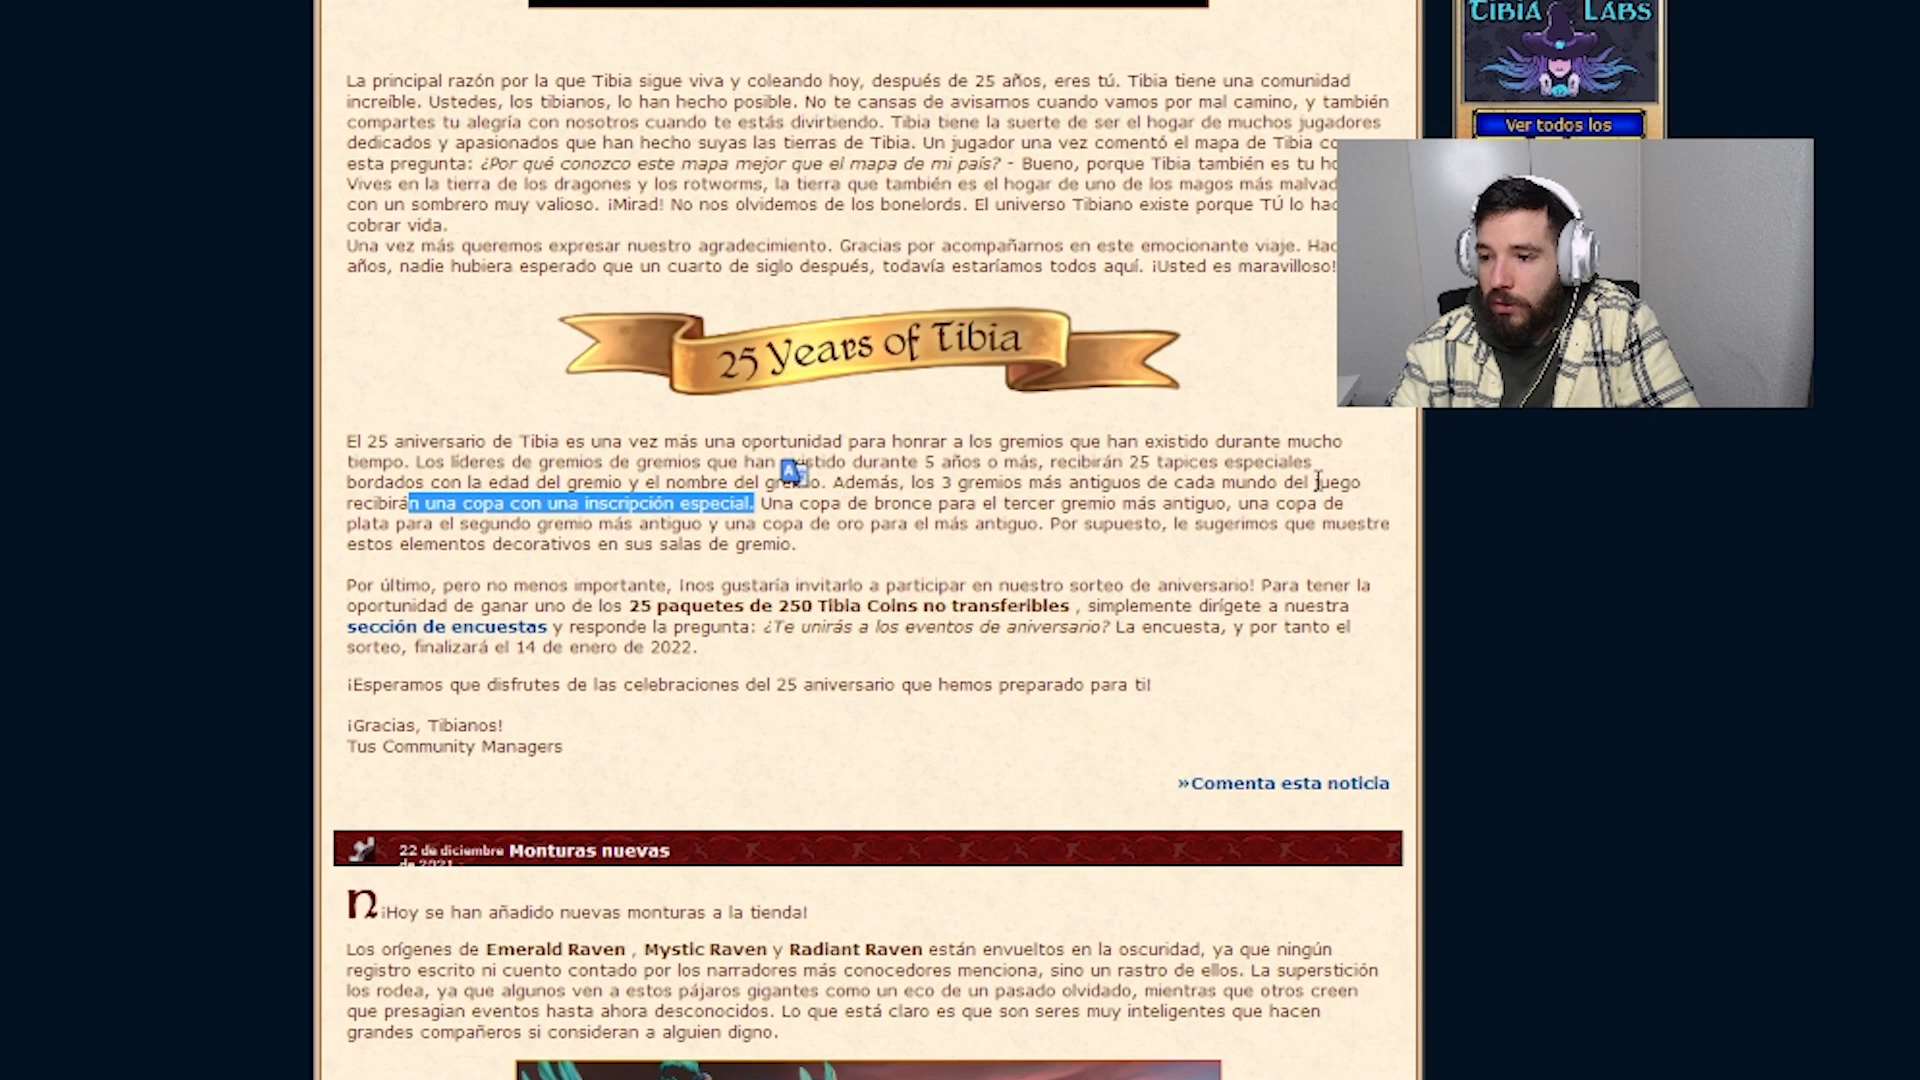 TIBIA LABS
Ver todos los
La principal razón por la que Tibia sigue viva y coleando hoy, después de 25 años, eres tú. Tibia tiene una comunidad
increíble. Ustedes, los tibianos, lo han hecho posible. No te cansas de avisarnos cuando vamos por mal camino, y también
compartes tu alegría con nosotros cuando te estás divirtiendo. Tibia tiene la suerte de ser el hogar de muchos jugadores
dedicados y apasionados que han hecho suyas las tierras de Tibia. Un jugador una vez comentó el mapa de Tibia co
esta pregunta: ¿Por qué conozco este mapa mejor que el mapa de mi país? - Bueno, porque Tibia también es tu ho
Vives en la tierra de los dragones y los rotworms, la tierra que también es el hogar de uno de los magos más malvad
con un sombrero muy valioso. ¡Mirad! No nos olvidemos de los bonelords. El universo Tibiano existe porque TÚ lo hac
cobrar vida.
Una vez más queremos expresar nuestro agradecimiento. Gracias por acompañarnos en este emocionante viaje. Hac
años, nadie hubiera esperado que un cuarto de siglo después, todavía estaríamos todos aquí. ¡Usted es maravilloso!
25 Years of Tibia
El 25 aniversario de Tibia es una vez más una oportunidad para honrar a los gremios que han existido durante mucho
tiempo. Los líderes de gremios de gremios que han existido durante 5 años o más, recibirán 25 tapices especiales
bordados con la edad del gremio y el nombre del gremio. Además, los 3 gremios más antiguos de cada mundo del juego
recibirán una copa con una inscripción especial. Una copa de bronce para el tercer gremio más antiguo, una copa de
plata para el segundo gremio más antiguo y una copa de oro para el más antiguo. Por supuesto, le sugerimos que muestre
estos elementos decorativos en sus salas de gremio.
Por último, pero no menos importante, ¡nos gustaría invitarlo a participar en nuestro sorteo de aniversario! Para tener la
oportunidad de ganar uno de los 25 paquetes de 250 Tibia Coins no transferibles , simplemente dirígete a nuestra
sección de encuestas y responde la pregunta: ¿Te unirás a los eventos de aniversario? La encuesta, y por tanto el
sorteo, finalizará el 14 de enero de 2022.
¡Esperamos que disfrutes de las celebraciones del 25 aniversario que hemos preparado para ti!
¡Gracias, Tibianos!
Tus Community Managers
»Comenta esta noticia
22 de diciembre Monturas nuevas
de 2021 -
n¡Hoy se han añadido nuevas monturas a la tienda!
Los orígenes de Emerald Raven , Mystic Raven y Radiant Raven están envueltos en la oscuridad, ya que ningún
registro escrito ni cuento contado por los narradores más conocedores menciona, sino un rastro de ellos. La superstición
los rodea, ya que algunos ven a estos pájaros gigantes como un eco de un pasado olvidado, mientras que otros creen
que presagian eventos hasta ahora desconocidos. Lo que está claro es que son seres muy inteligentes que hacen
grandes compañeros si consideran a alguien digno.